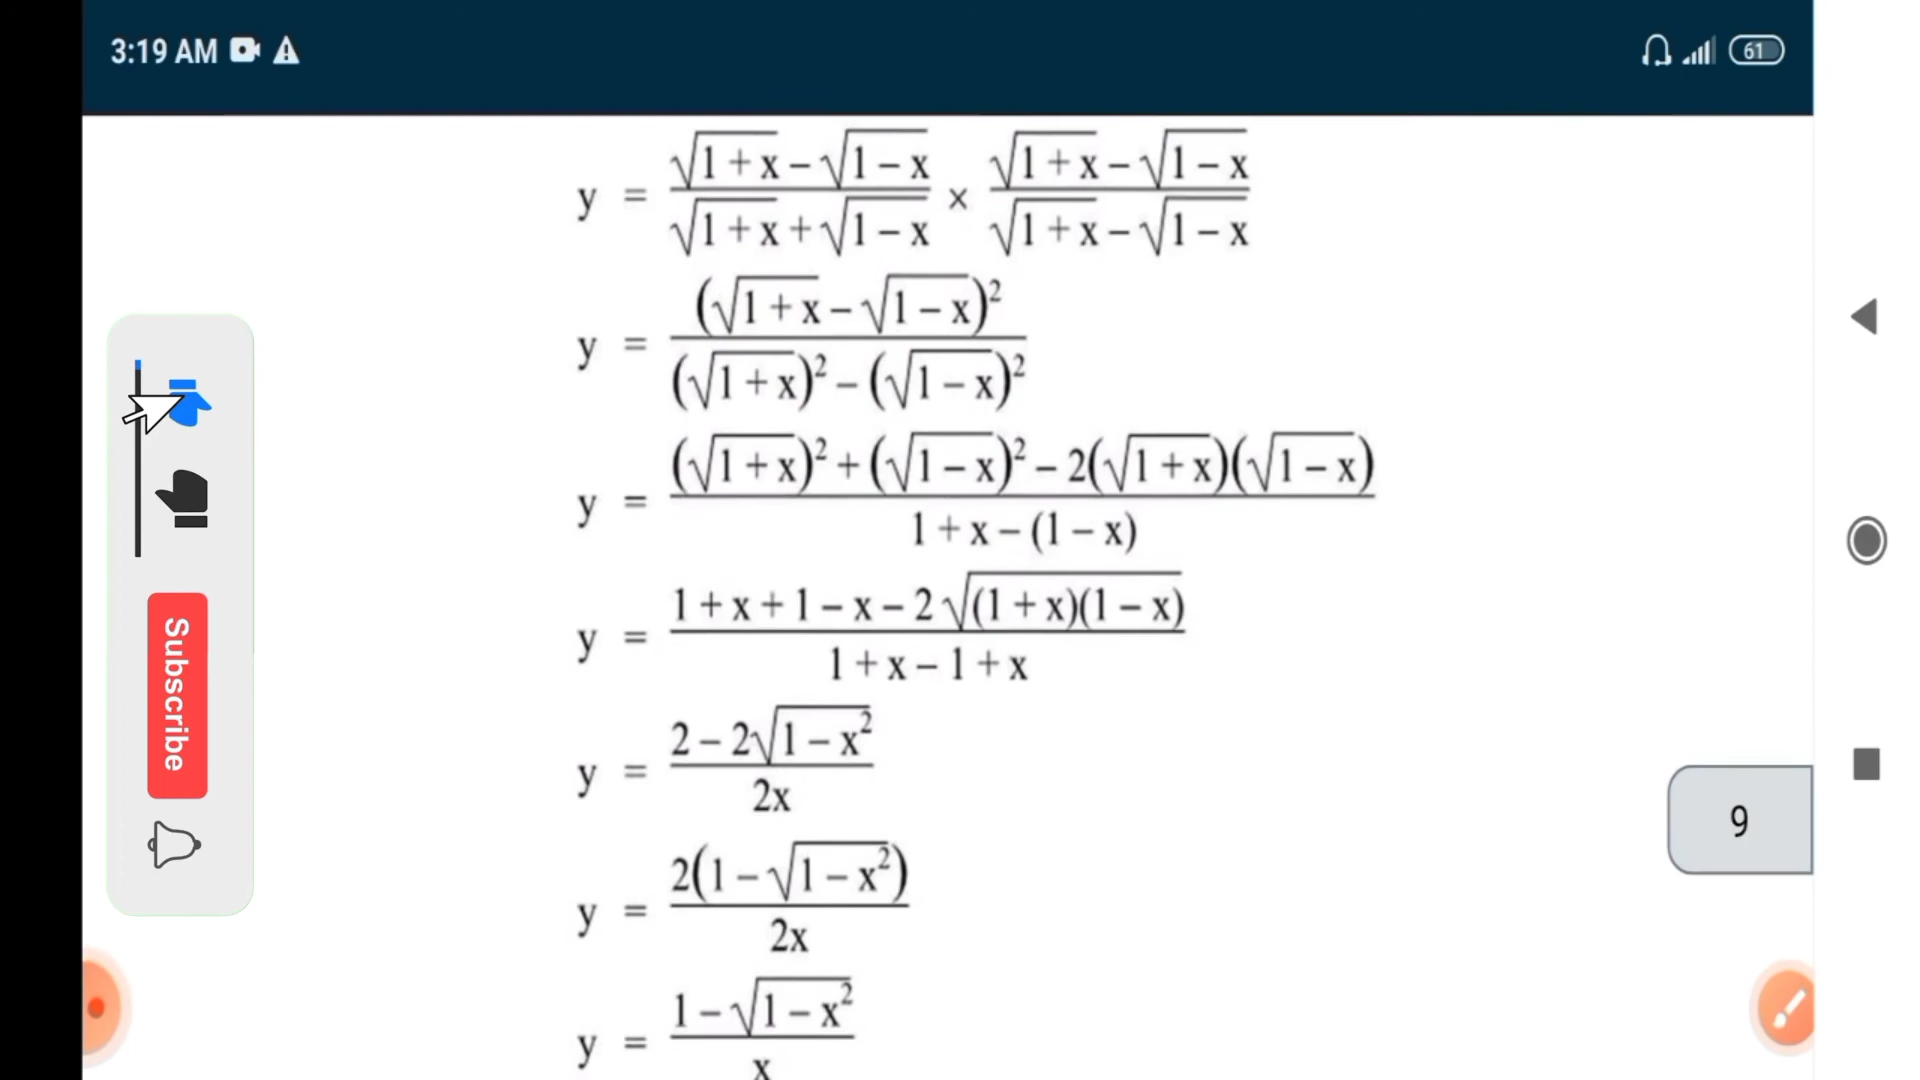 3:19 AM
61
y = (√(1 + x) − √(1 − x))/(√(1 + x) + √(1 − x)) × (√(1 + x) − √(1 − x))/(√(1 + x) − √(1 − x))
y = (√(1 + x) − √(1 − x))²/((√(1 + x))² − (√(1 − x))²)
y = ((√(1 + x))² + (√(1 − x))² − 2(√(1 + x))(√(1 − x)))/(1 + x − (1 − x))
y = (1 + x + 1 − x − 2√((1 + x)(1 − x)))/(1 + x − 1 + x)
y = (2 − 2√(1 − x²))/(2x)
y = (2(1 − √(1 − x²)))/(2x)
y = (1 − √(1 − x²))/x
Subscribe
9